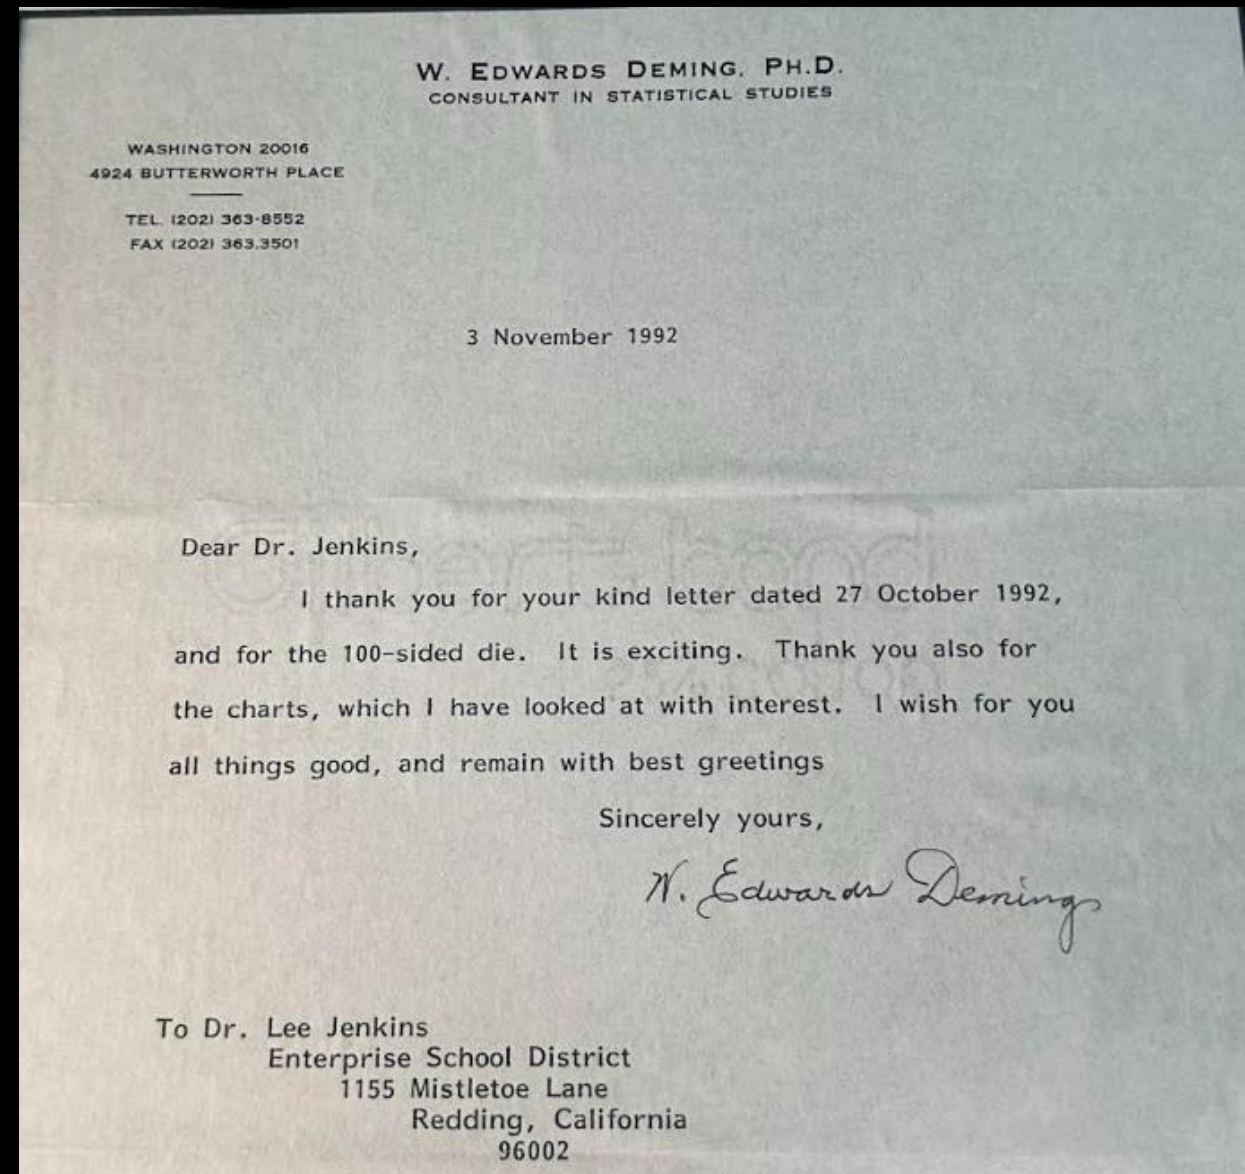 W. EDWARDS DEMING, PH.D.
CONSULTANT IN STATISTICAL STUDIES
WASHINGTON 20016
4924 BUTTERWORTH PLACE
TEL. (202) 363-8552
FAX (202) 363.3501
3 November 1992
Dear Dr. Jenkins,
I thank you for your kind letter dated 27 October 1992,
and for the 100-sided die. It is exciting. Thank you also for
the charts, which I have looked at with interest. I wish for you
all things good, and remain with best greetings
Sincerely yours,
W. Edwards Deming
To Dr. Lee Jenkins
Enterprise School District
1155 Mistletoe Lane
Redding, California
96002